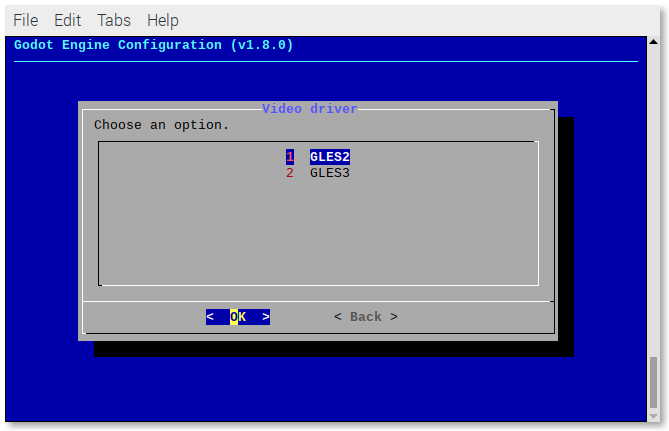 File Edit Tabs Help
Godot Engine Configuration (v1.8.0)
Video driver
Choose an option.
1 GLES2
2 GLES3
< OK > < Back >